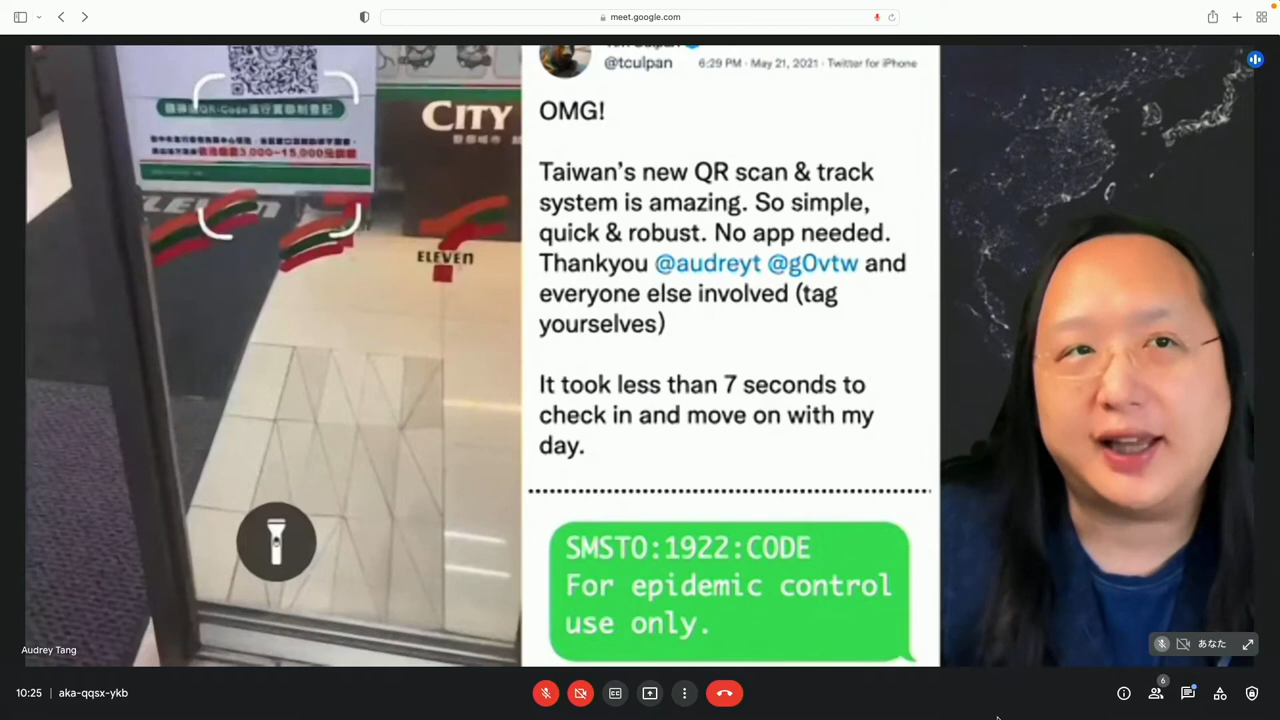 meet.google.com
CITY
ELEVEN
ELEVEN
@tculpan
6:29 PM · May 21, 2021 · Twitter for iPhone
OMG!
Taiwan's new QR scan & track
system is amazing. So simple,
quick & robust. No app needed.
Thankyou @audreyt @g0vtw and
everyone else involved (tag
yourselves)
It took less than 7 seconds to
check in and move on with my
day.
SMSTO:1922:CODE
For epidemic control
use only.
Audrey Tang
あなた
10:25
aka-qqsx-ykb
6